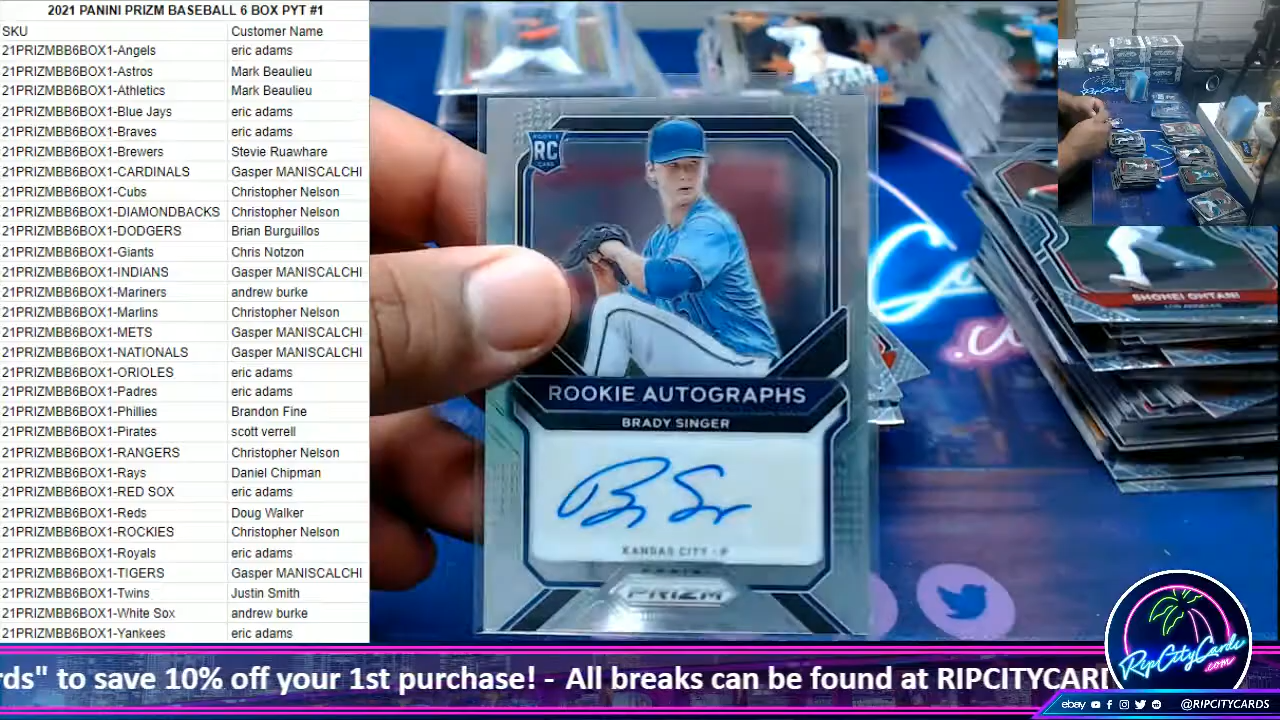 2021 PANINI PRIZM BASEBALL 6 BOX PYT #1
SKU Customer Name
21PRIZMBB6BOX1-Angels eric adams
21PRIZMBB6BOX1-Astros Mark Beaulieu
21PRIZMBB6BOX1-Athletics Mark Beaulieu
21PRIZMBB6BOX1-Blue Jays eric adams
21PRIZMBB6BOX1-Braves eric adams
21PRIZMBB6BOX1-Brewers Stevie Ruawhare
21PRIZMBB6BOX1-CARDINALS Gasper MANISCALCHI
21PRIZMBB6BOX1-Cubs Christopher Nelson
21PRIZMBB6BOX1-DIAMONDBACKS Christopher Nelson
21PRIZMBB6BOX1-DODGERS Brian Burguillos
21PRIZMBB6BOX1-Giants Chris Notzon
21PRIZMBB6BOX1-INDIANS Gasper MANISCALCHI
21PRIZMBB6BOX1-Mariners andrew burke
21PRIZMBB6BOX1-Marlins Christopher Nelson
21PRIZMBB6BOX1-METS Gasper MANISCALCHI
21PRIZMBB6BOX1-NATIONALS Gasper MANISCALCHI
21PRIZMBB6BOX1-ORIOLES eric adams
21PRIZMBB6BOX1-Padres eric adams
21PRIZMBB6BOX1-Phillies Brandon Fine
21PRIZMBB6BOX1-Pirates scott verrell
21PRIZMBB6BOX1-RANGERS Christopher Nelson
21PRIZMBB6BOX1-Rays Daniel Chipman
21PRIZMBB6BOX1-RED SOX eric adams
21PRIZMBB6BOX1-Reds Doug Walker
21PRIZMBB6BOX1-ROCKIES Christopher Nelson
21PRIZMBB6BOX1-Royals eric adams
21PRIZMBB6BOX1-TIGERS Gasper MANISCALCHI
21PRIZMBB6BOX1-Twins Justin Smith
21PRIZMBB6BOX1-White Sox andrew burke
21PRIZMBB6BOX1-Yankees eric adams
RC
ROOKIE AUTOGRAPHS
BRADY SINGER
KANSAS CITY - P
PANINI
PRIZM
SHOHEI OHTANI
RipCityCards
.com
ds" to save 10% off your 1st purchase! - All breaks can be found at RIPCITYCARD
ebay @RIPCITYCARDS